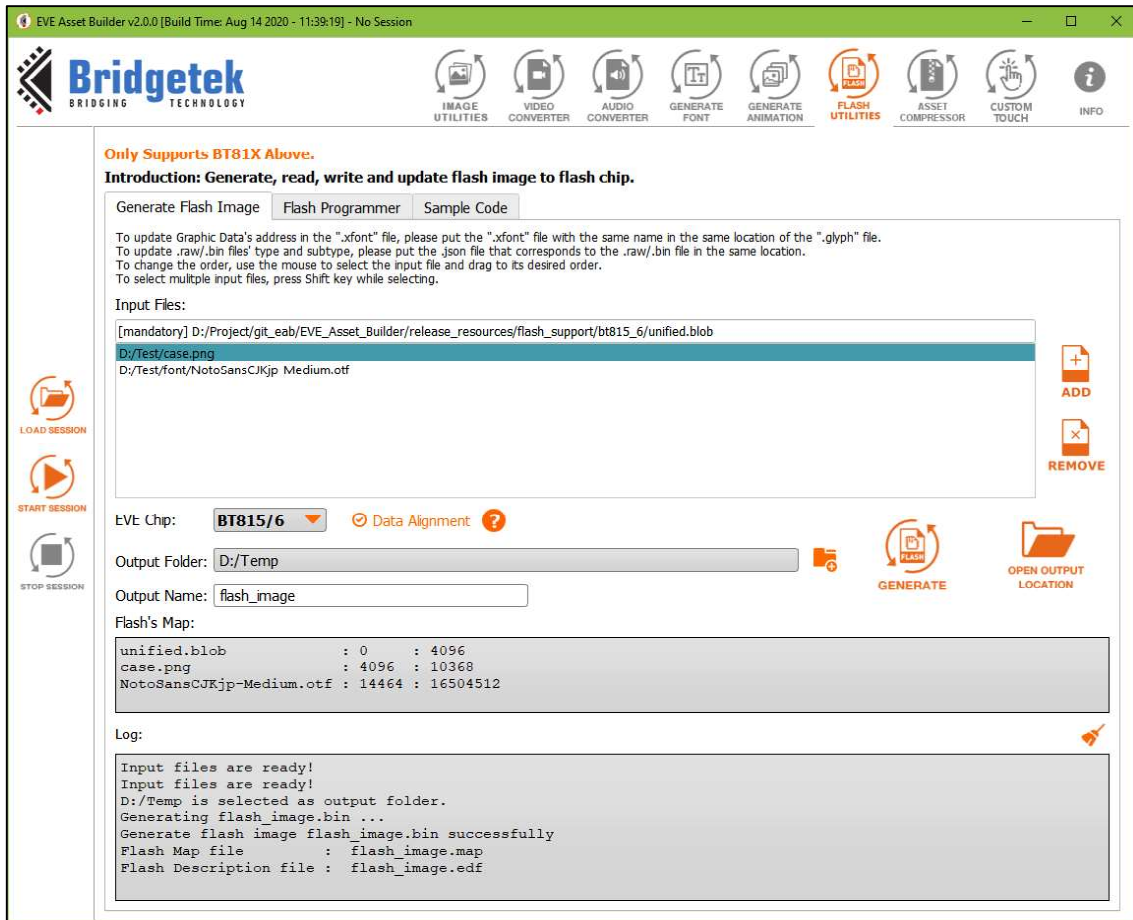 EVE Asset Builder v2.0.0 [Build Time: Aug 14 2020 - 11:39:19] - No Session
Bridgetek
BRIDGING TECHNOLOGY
IMAGE UTILITIES
VIDEO CONVERTER
AUDIO CONVERTER
GENERATE FONT
GENERATE ANIMATION
FLASH
FLASH UTILITIES
ASSET COMPRESSOR
CUSTOM TOUCH
INFO
Only Supports BT81X Above.
Introduction: Generate, read, write and update flash image to flash chip.
Generate Flash Image
Flash Programmer
Sample Code
To update Graphic Data's address in the ".xfont" file, please put the ".xfont" file with the same name in the same location of the ".glyph" file.
To update .raw/.bin files' type and subtype, please put the .json file that corresponds to the .raw/.bin file in the same location.
To change the order, use the mouse to select the input file and drag to its desired order.
To select mulitple input files, press Shift key while selecting.
Input Files:
[mandatory] D:/Project/git_eab/EVE_Asset_Builder/release_resources/flash_support/bt815_6/unified.blob
D:/Test/case.png
D:/Test/font/NotoSansCJKjp Medium.otf
ADD
REMOVE
LOAD SESSION
START SESSION
STOP SESSION
EVE Chip:
BT815/6
Data Alignment
?
Output Folder:
D:/Temp
FLASH
GENERATE
OPEN OUTPUT LOCATION
Output Name:
flash_image
Flash's Map:
unified.blob : 0 : 4096
case.png : 4096 : 10368
NotoSansCJKjp-Medium.otf : 14464 : 16504512
Log:
Input files are ready!
Input files are ready!
D:/Temp is selected as output folder.
Generating flash_image.bin ...
Generate flash image flash_image.bin successfully
Flash Map file : flash_image.map
Flash Description file : flash_image.edf